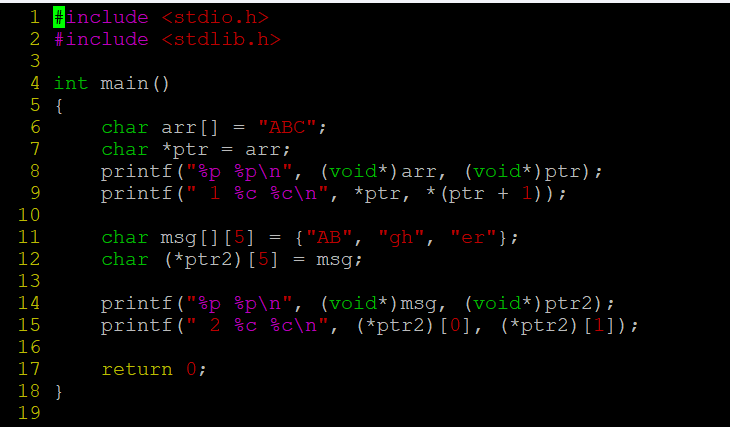 1 #include <stdio.h>
2 #include <stdlib.h>
3
4 int main()
5 {
6     char arr[] = "ABC";
7     char *ptr = arr;
8     printf("%p %p\n", (void*)arr, (void*)ptr);
9     printf(" 1 %c %c\n", *ptr, *(ptr + 1));
10
11     char msg[][5] = {"AB", "gh", "er"};
12     char (*ptr2)[5] = msg;
13
14     printf("%p %p\n", (void*)msg, (void*)ptr2);
15     printf(" 2 %c %c\n", (*ptr2)[0], (*ptr2)[1]);
16
17     return 0;
18 }
19